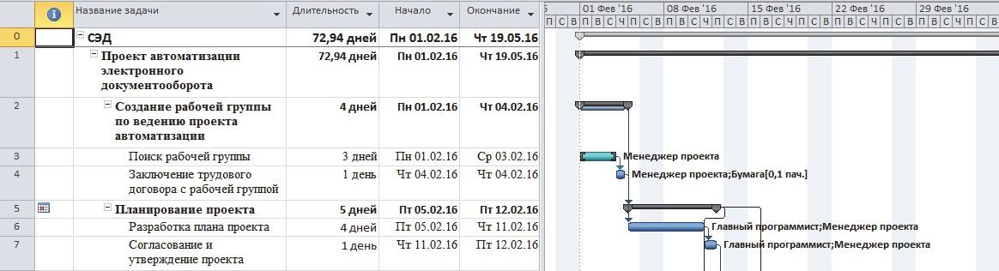 Название задачи Длительность Начало Окончание
5 01 Фев '16 08 Фев '16 15 Фев '16 22 Фев '16 29 Фев '16
0 СЭД 72,94 дней Пн 01.02.16 Чт 19.05.16
1 Проект автоматизации 72,94 дней Пн 01.02.16 Чт 19.05.16
электронного
документооборота
2 Создание рабочей группы 4 дней Пн 01.02.16 Чт 04.02.16
по ведению проекта
автоматизации
3 Поиск рабочей группы 3 дней Пн 01.02.16 Ср 03.02.16 Менеджер проекта
4 Заключение трудового 1 день Чт 04.02.16 Чт 04.02.16 Менеджер проекта;Бумага[0,1 пач.]
договора с рабочей группой
5 Планирование проекта 5 дней Пт 05.02.16 Пт 12.02.16
6 Разработка плана проекта 4 дней Пт 05.02.16 Чт 11.02.16 Главный программист;Менеджер проекта
7 Согласование и 1 день Чт 11.02.16 Пт 12.02.16 Главный программист;Менеджер проекта
утверждение проекта